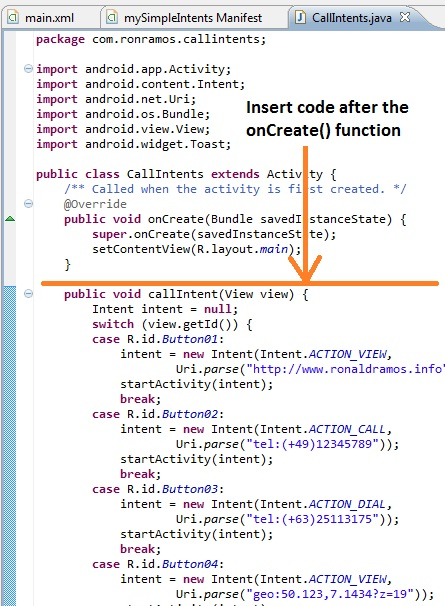 main.xml mySimpleIntents Manifest CallIntents.java
package com.ronramos.callintents;
import android.app.Activity;
import android.content.Intent;
import android.net.Uri;
import android.os.Bundle;
import android.view.View;
import android.widget.Toast;
Insert code after the
onCreate() function
public class CallIntents extends Activity {
/** Called when the activity is first created. */
@Override
public void onCreate(Bundle savedInstanceState) {
super.onCreate(savedInstanceState);
setContentView(R.layout.main);
}
public void callIntent(View view) {
Intent intent = null;
switch (view.getId()) {
case R.id.Button01:
intent = new Intent(Intent.ACTION_VIEW,
Uri.parse("http://www.ronaldramos.info"
startActivity(intent);
break;
case R.id.Button02:
intent = new Intent(Intent.ACTION_CALL,
Uri.parse("tel:(+49)12345789"));
startActivity(intent);
break;
case R.id.Button03:
intent = new Intent(Intent.ACTION_DIAL,
Uri.parse("tel:(+63)25113175"));
startActivity(intent);
break;
case R.id.Button04:
intent = new Intent(Intent.ACTION_VIEW,
Uri.parse("geo:50.123,7.1434?z=19"));